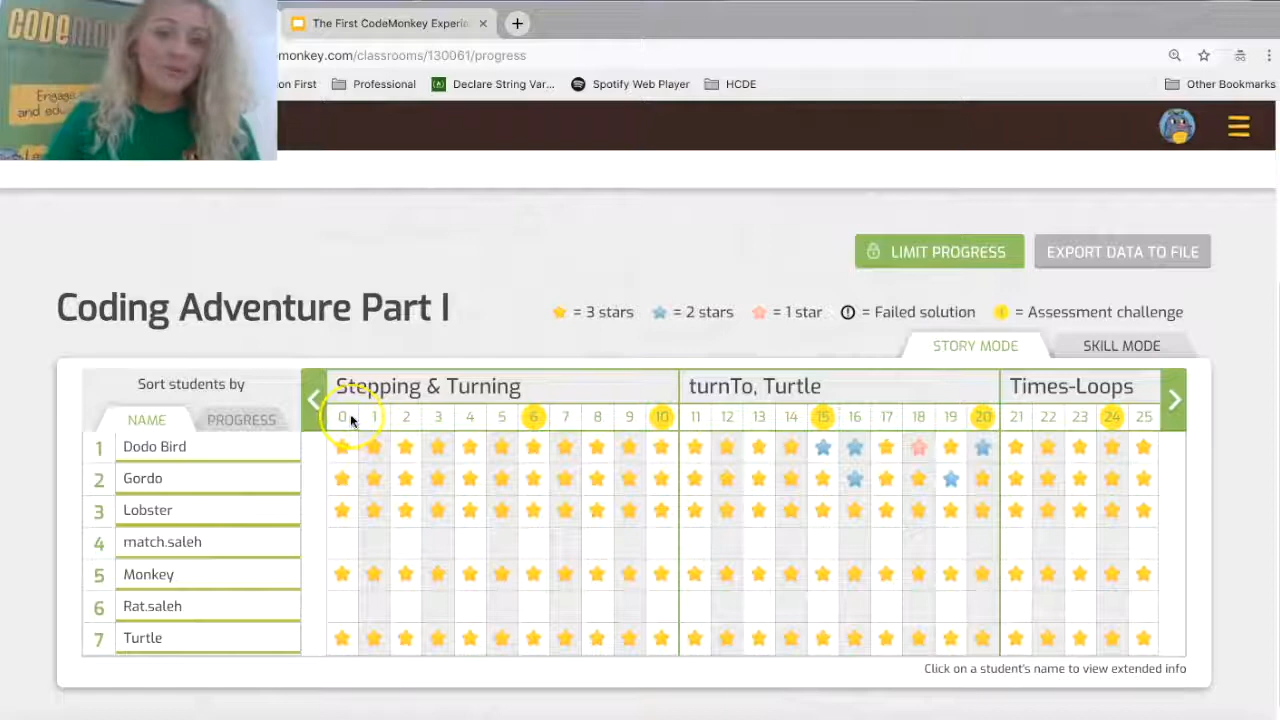 CODEmon
Engage
and ed
The First CodeMonkey Experie
monkey.com/classrooms/130061/progress
on First
Professional
Declare String Var...
Spotify Web Player
HCDE
Other Bookmarks
LIMIT PROGRESS
EXPORT DATA TO FILE
Coding Adventure Part I
= 3 stars = 2 stars = 1 star = Failed solution = Assessment challenge
STORY MODE SKILL MODE
Sort students by
NAME PROGRESS
Stepping & Turning turnTo, Turtle Times-Loops
0 1 2 3 4 5 6 7 8 9 10 11 12 13 14 15 16 17 18 19 20 21 22 23 24 25
1 Dodo Bird
2 Gordo
3 Lobster
4 match.saleh
5 Monkey
6 Rat.saleh
7 Turtle
Click on a student's name to view extended info